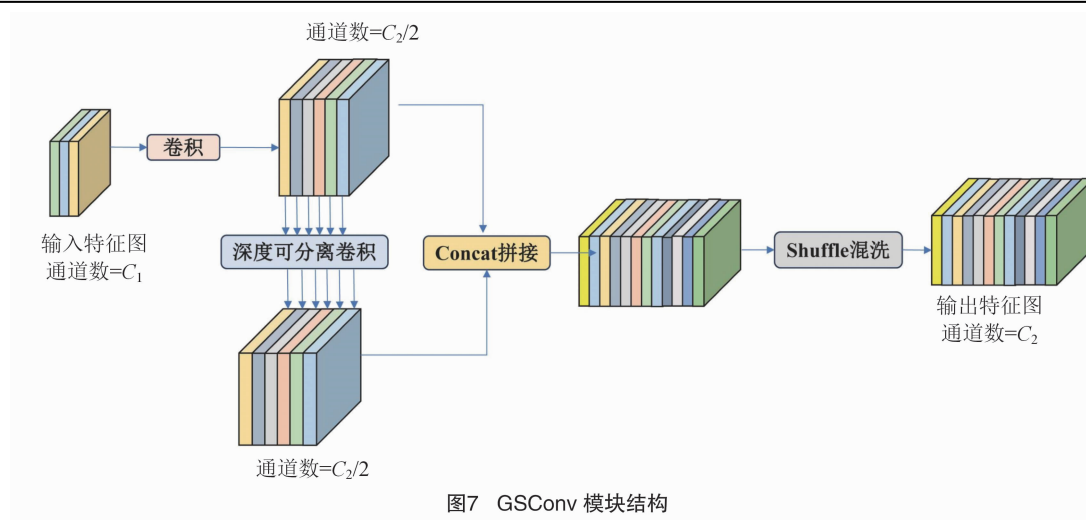 通道数=C₂/2
卷积
输入特征图
通道数=C₁
深度可分离卷积
Concat拼接
Shuffle混洗
输出特征图
通道数=C₂
通道数=C₂/2
图7 GSConv 模块结构